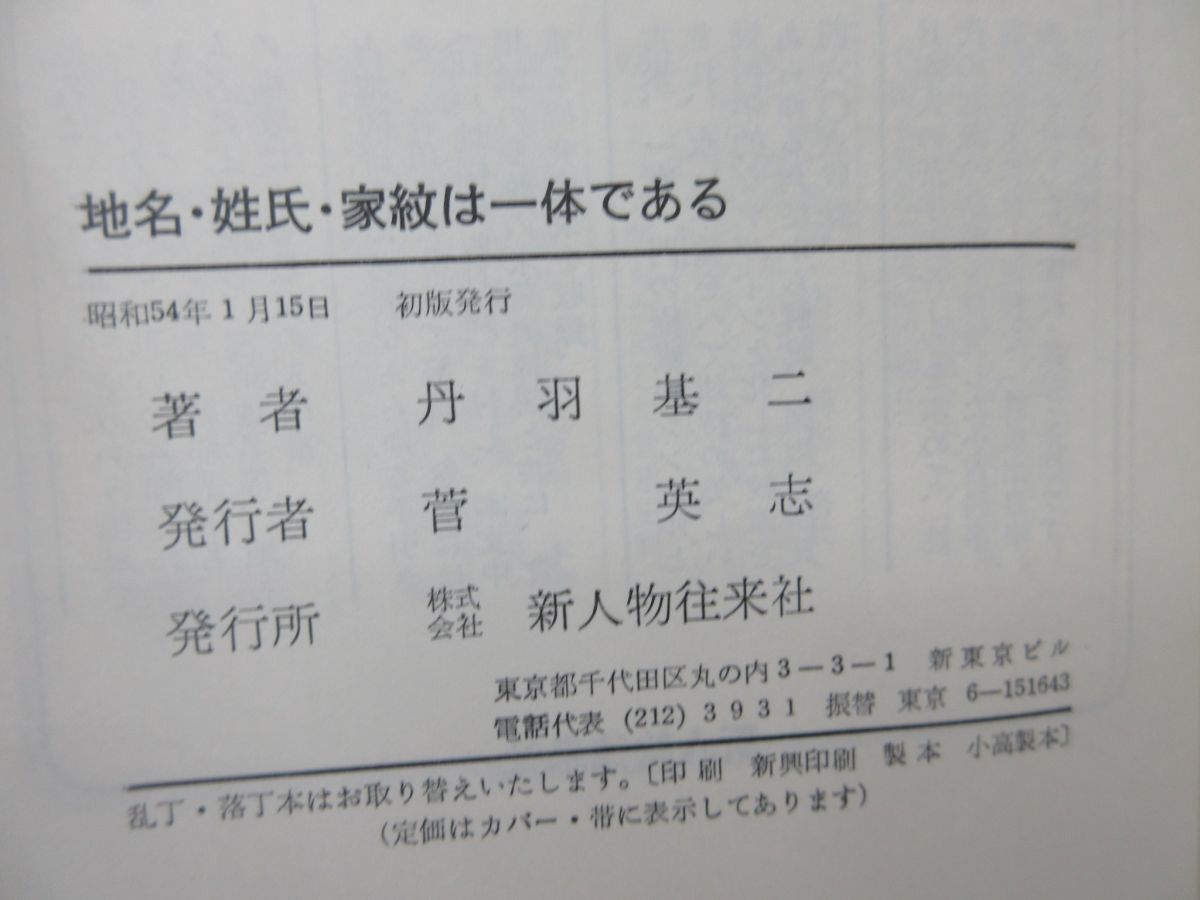 地名・姓氏・家紋は一体である
昭和54年1月15日　初版発行
著者　丹羽基二
発行者　菅　英志
発行所　株式会社　新人物往来社
東京都千代田区丸の内3－3－1　新東京ビル
電話代表（212）3931　振替　東京　6－151643
乱丁・落丁本はお取り替えいたします。〔印刷　新興印刷　製本　小高製本〕
（定価はカバー・帯に表示してあります）